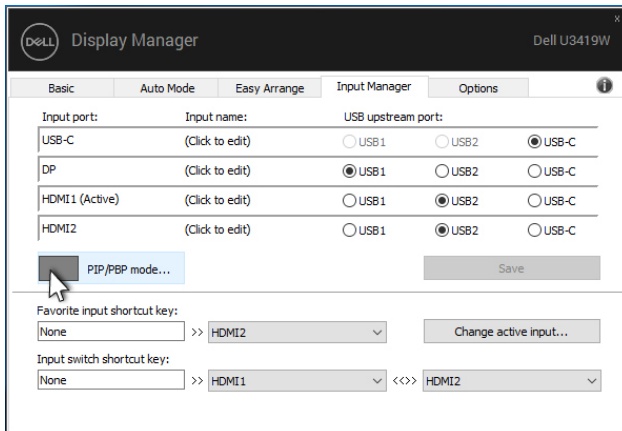 DELL Display Manager Dell U3419W
x
Basic Auto Mode Easy Arrange Input Manager Options i
Input port: Input name: USB upstream port:
USB-C (Click to edit) USB1 USB2 USB-C
DP (Click to edit) USB1 USB2 USB-C
HDMI1 (Active) (Click to edit) USB1 USB2 USB-C
HDMI2 (Click to edit) USB1 USB2 USB-C
PIP/PBP mode... Save
Favorite input shortcut key:
None >> HDMI2 Change active input...
Input switch shortcut key:
None >> HDMI1 <<>> HDMI2